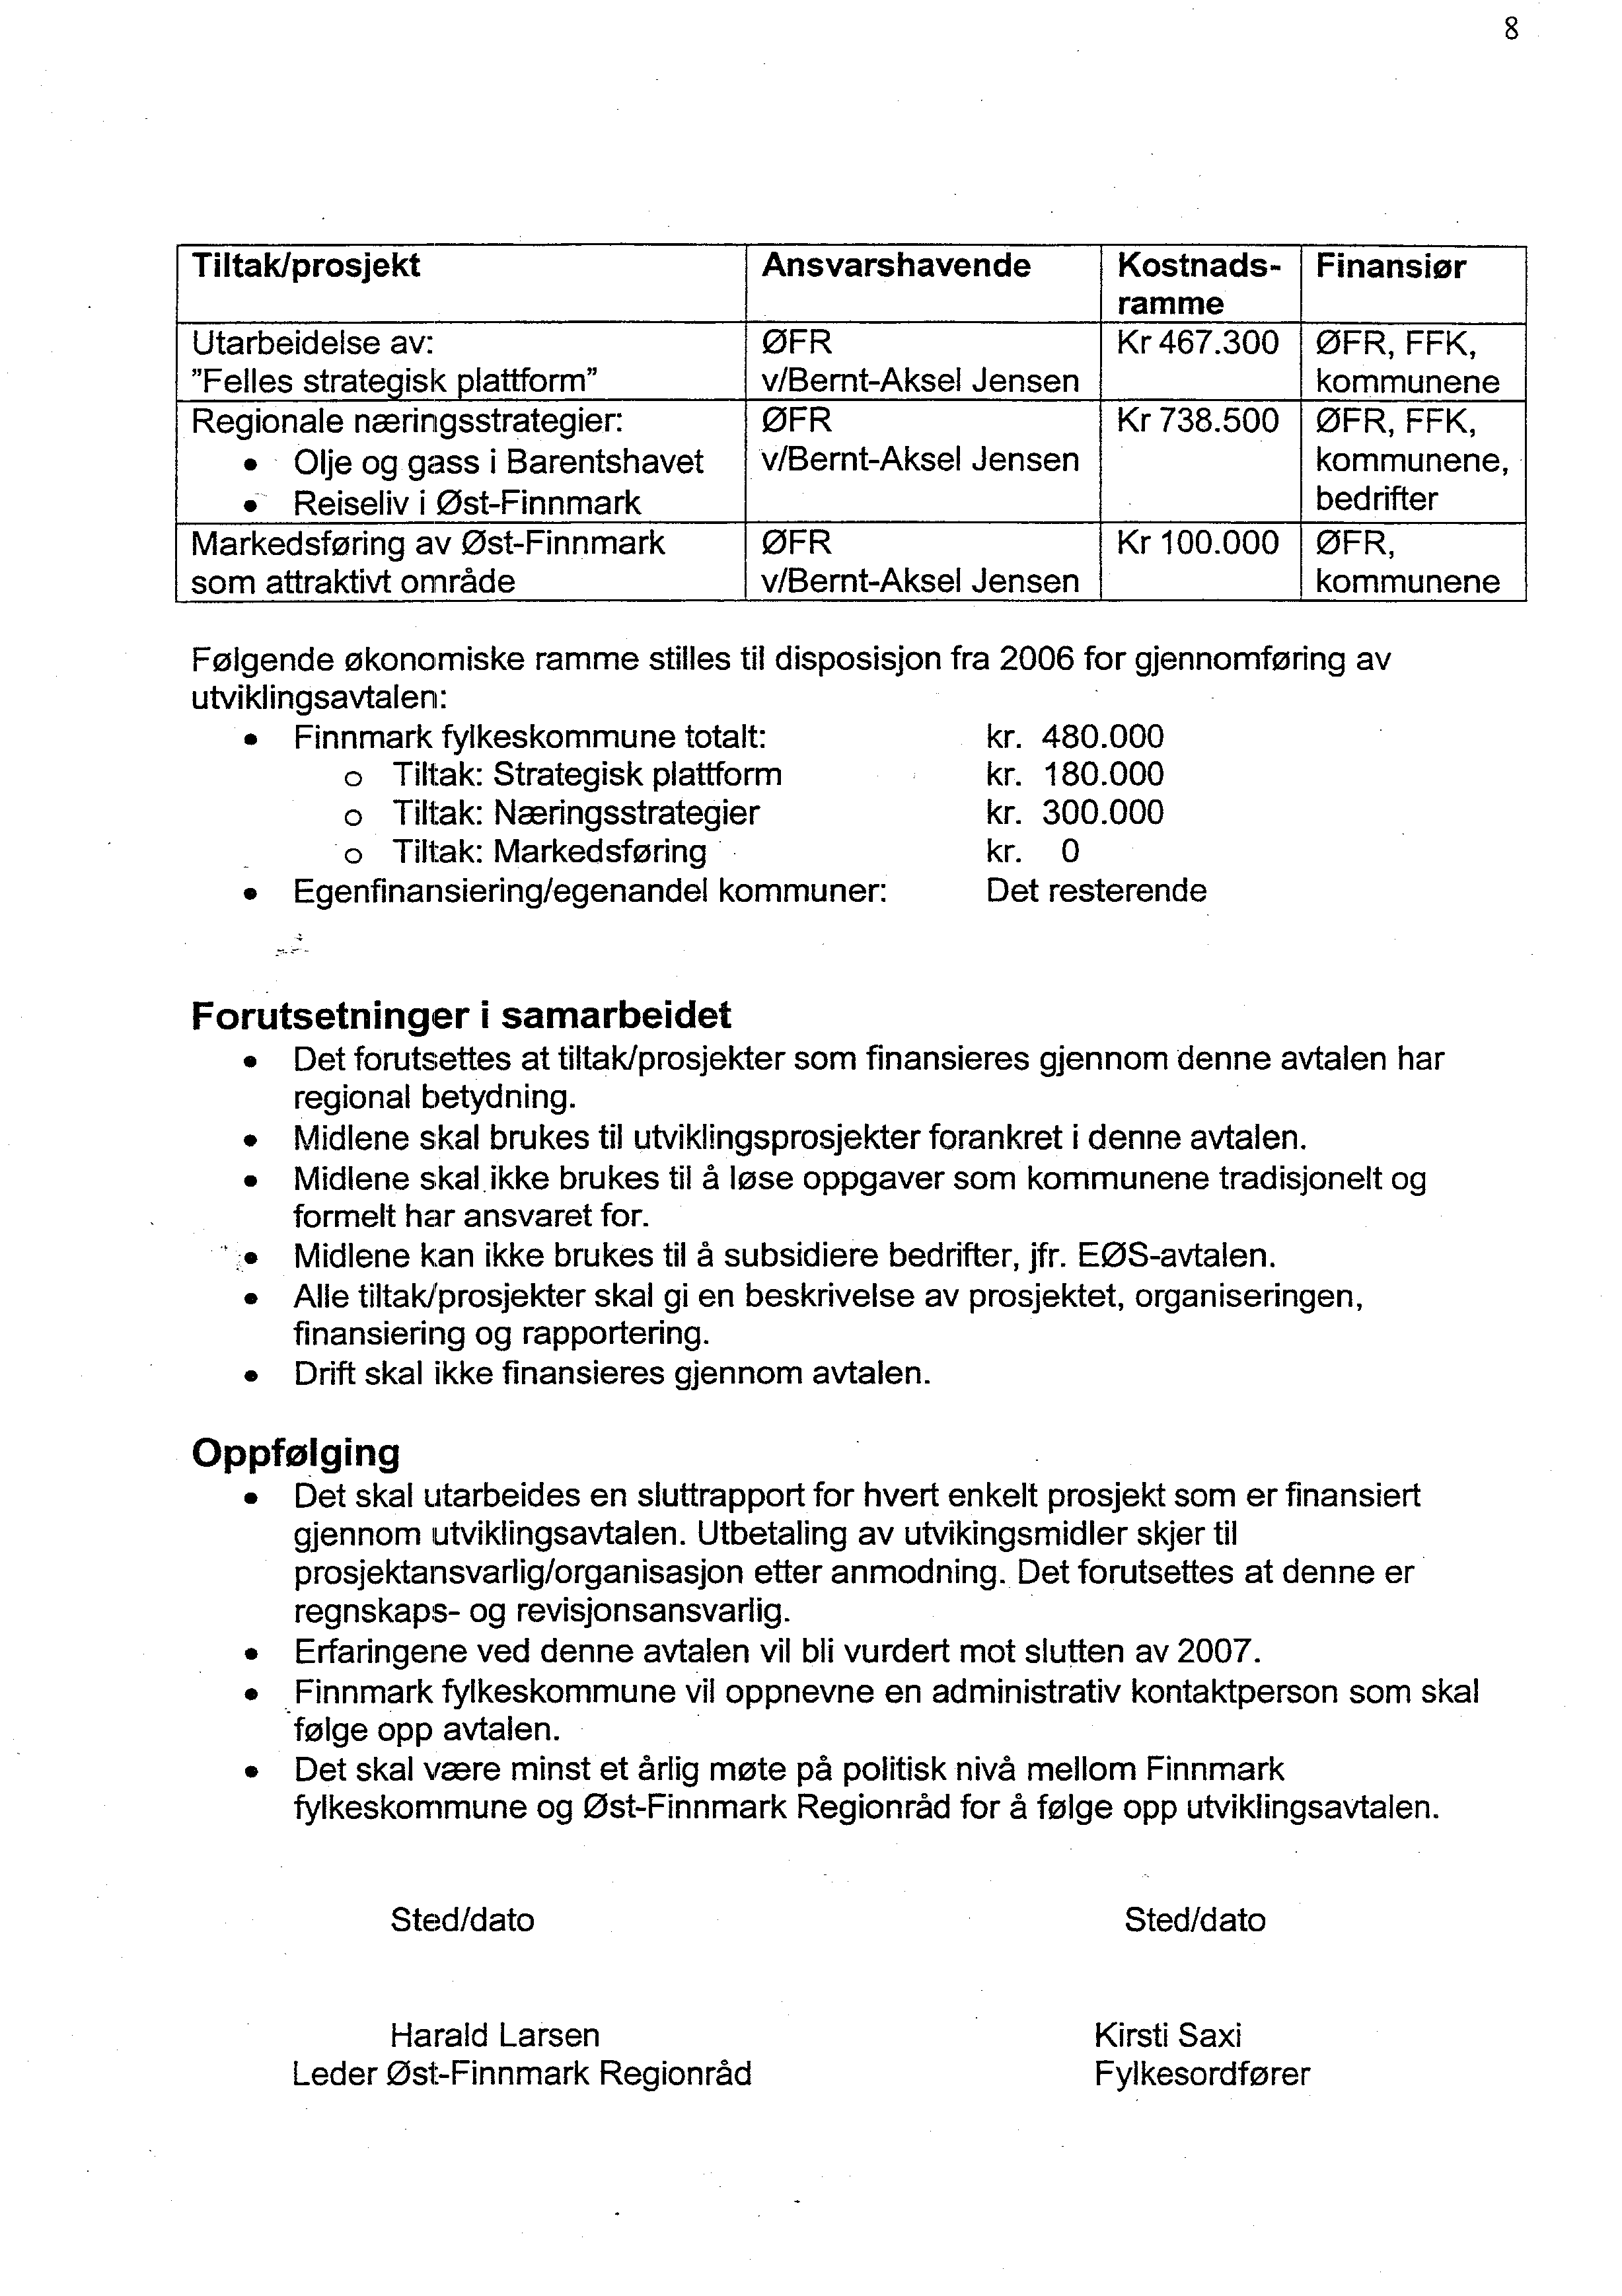 8
Tiltak/prosjekt Ansvarshavende Kostnads- Finansiør
ramme
Utarbeidelse av: ØFR Kr 467.300 ØFR, FFK,
"Felles strategisk plattform" v/Bernt-Aksel Jensen kommunene
Regionale næringsstrategier: ØFR Kr 738.500 ØFR, FFK,
• Olje og gass i Barentshavet v/Bernt-Aksel Jensen kommunene,
• Reiseliv i Øst-Finnmark bedrifter
Markedsføring av Øst-Finnmark ØFR Kr 100.000 ØFR,
som attraktivt område v/Bernt-Aksel Jensen kommunene
Følgende økonomiske ramme stilles til disposisjon fra 2006 for gjennomføring av
utviklingsavtalen:
• Finnmark fylkeskommune totalt: kr. 480.000
o Tiltak: Strategisk plattform kr. 180.000
o Tiltak: Næringsstrategier kr. 300.000
o Tiltak: Markedsføring kr. 0
• Egenfinansiering/egenandel kommuner: Det resterende
Forutsetninger i samarbeidet
• Det forutsettes at tiltak/prosjekter som finansieres gjennom denne avtalen har
regional betydning.
• Midlene skal brukes til utviklingsprosjekter forankret i denne avtalen.
• Midlene skal ikke brukes til å løse oppgaver som kommunene tradisjonelt og
formelt har ansvaret for.
• Midlene kan ikke brukes til å subsidiere bedrifter, jfr. EØS-avtalen.
• Alle tiltak/prosjekter skal gi en beskrivelse av prosjektet, organiseringen,
finansiering og rapportering.
• Drift skal ikke finansieres gjennom avtalen.
Oppfølging
• Det skal utarbeides en sluttrapport for hvert enkelt prosjekt som er finansiert
gjennom utviklingsavtalen. Utbetaling av utvikingsmidler skjer til
prosjektansvarlig/organisasjon etter anmodning. Det forutsettes at denne er
regnskaps- og revisjonsansvarlig.
• Erfaringene ved denne avtalen vil bli vurdert mot slutten av 2007.
• Finnmark fylkeskommune vil oppnevne en administrativ kontaktperson som skal
følge opp avtalen.
• Det skal være minst et årlig møte på politisk nivå mellom Finnmark
fylkeskommune og Øst-Finnmark Regionråd for å følge opp utviklingsavtalen.
Sted/dato Sted/dato
Harald Larsen Kirsti Saxi
Leder Øst-Finnmark Regionråd Fylkesordfører